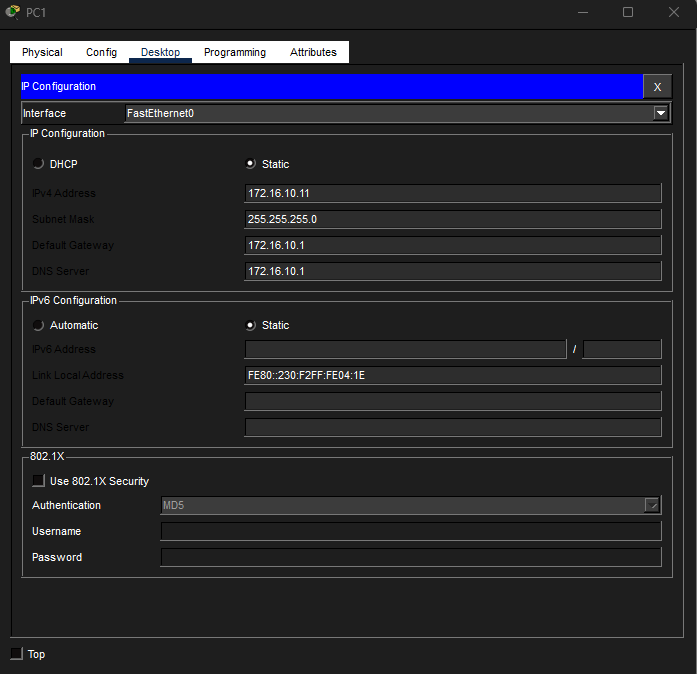 PC1
Physical Config Desktop Programming Attributes
IP Configuration X
Interface FastEthernet0
IP Configuration
DHCP Static
IPv4 Address 172.16.10.11
Subnet Mask 255.255.255.0
Default Gateway 172.16.10.1
DNS Server 172.16.10.1
IPv6 Configuration
Automatic Static
IPv6 Address /
Link Local Address FE80::230:F2FF:FE04:1E
Default Gateway
DNS Server
802.1X
Use 802.1X Security
Authentication MD5
Username
Password
Top